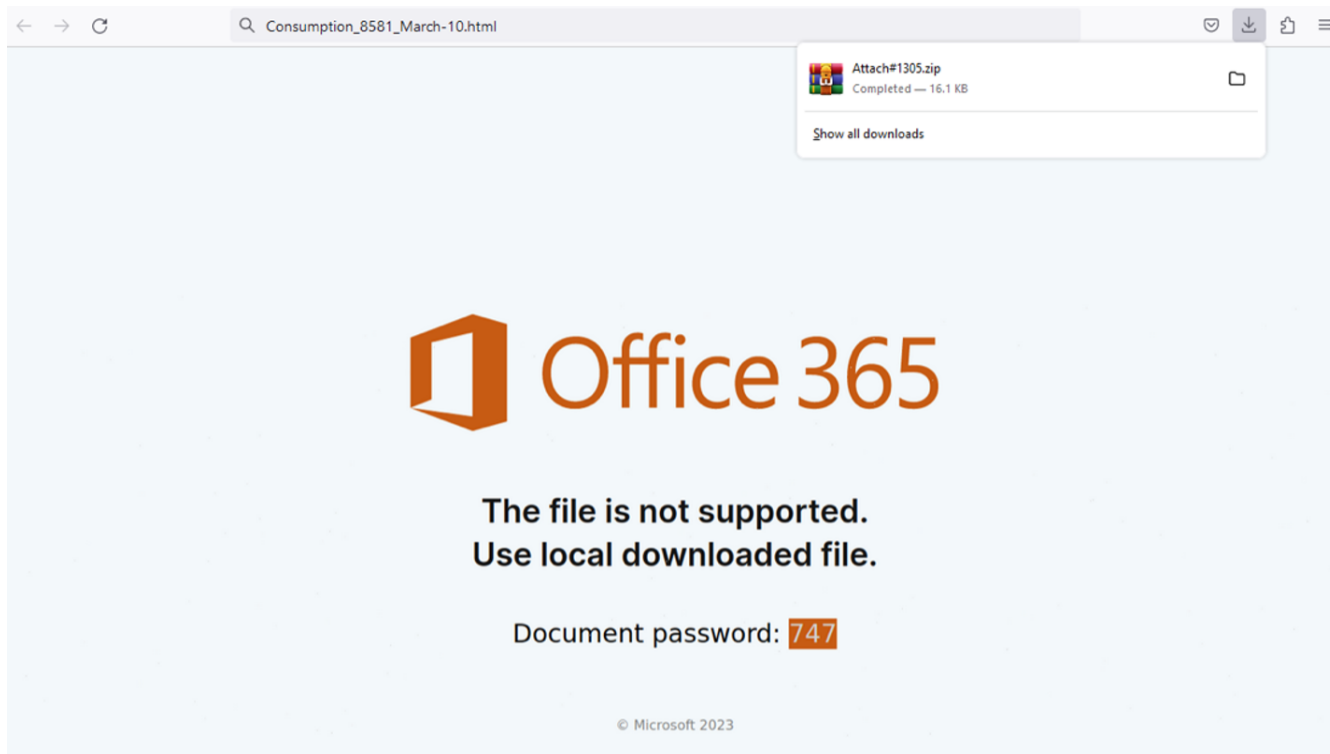 Consumption_8581_March-10.html
Attach#1305.zip
Completed — 16.1 KB
Show all downloads
Office 365
The file is not supported.
Use local downloaded file.
Document password: 747
© Microsoft 2023